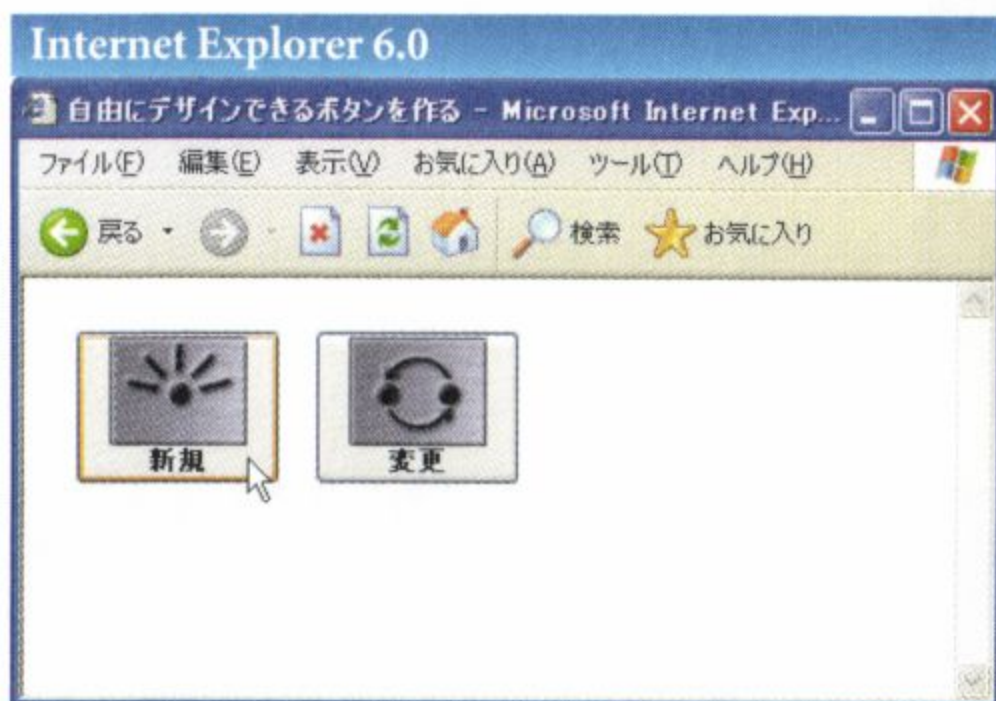 Internet Explorer 6.0
自由にデザインできるボタンを作る - Microsoft Internet Exp...
ファイル(F) 編集(E) 表示(V) お気に入り(A) ツール(T) ヘルプ(H)
戻る 検索 お気に入り
新規 変更